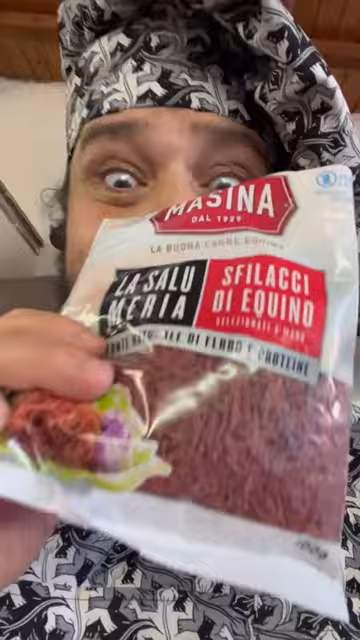 MASINA
DAL 1929
LA BUONA CARNE EQUINA
LA SALU
MERIA
SFILACCI
DI EQUINO
SELEZIONATI A MANO
FONTE NATURALE DI FERRO E PROTEINE